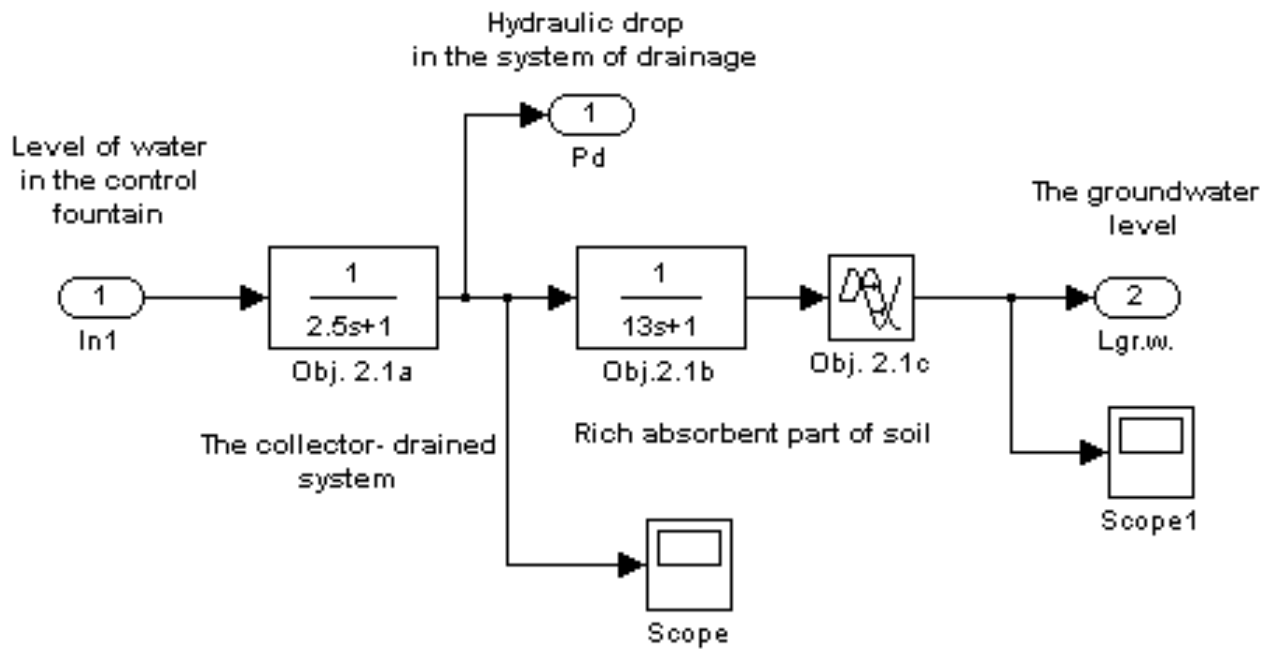 Hydraulic drop
in the system of drainage
1
Pd
Level of water
in the control
fountain
1
In1
1
2.5s+1
Obj. 2.1a
The collector- drained
system
1
13s+1
Obj.2.1b
Obj. 2.1c
Rich absorbent part of soil
The groundwater
level
2
Lgr.w.
Scope1
Scope